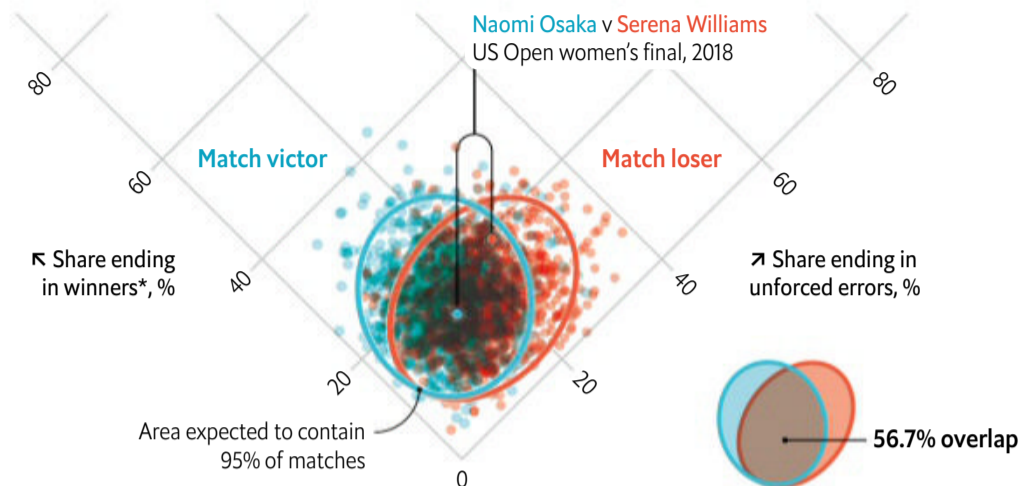 Naomi Osaka v Serena Williams
US Open women’s final, 2018
80
80
Match victor
Match loser
60
60
↖ Share ending
in winners*, %
↗ Share ending in
unforced errors, %
40
40
20
20
Area expected to contain
95% of matches
56.7% overlap
0